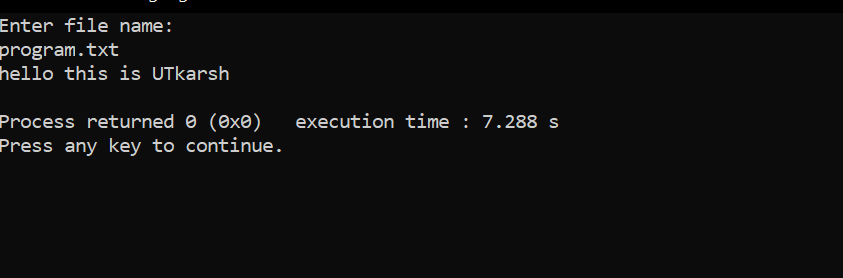 Enter file name:
program.txt
hello this is UTkarsh
Process returned 0 (0x0)   execution time : 7.288 s
Press any key to continue.